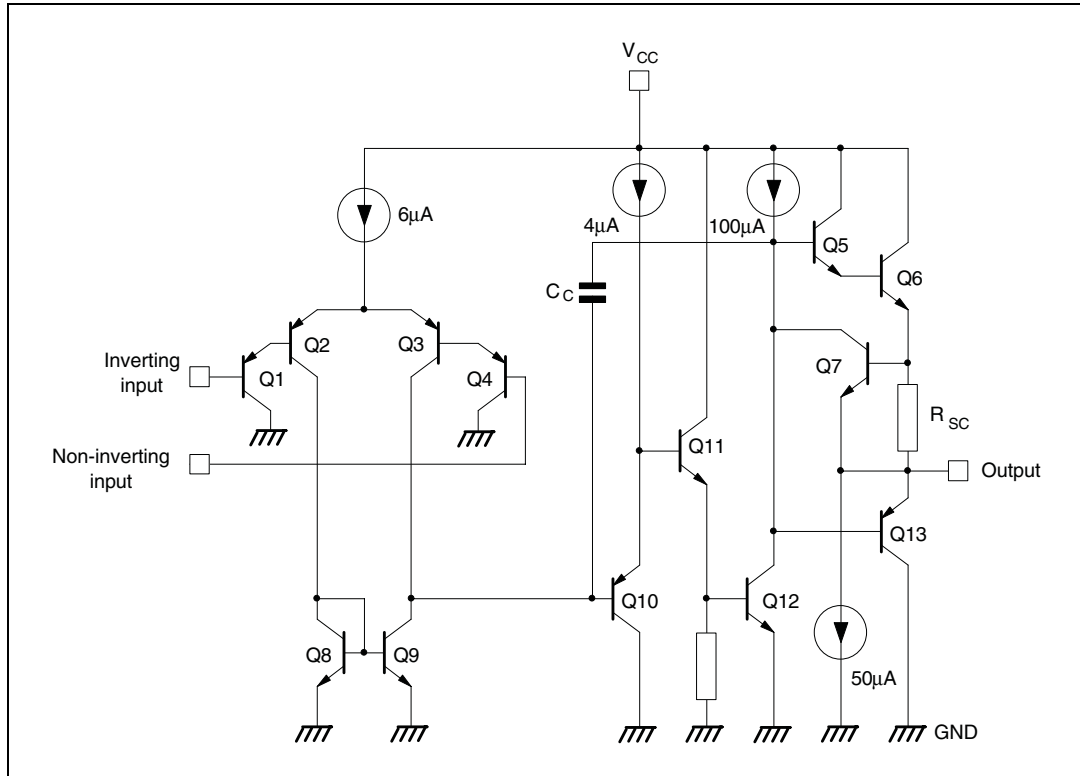 VCC
6μA
4μA
100μA
Q5
Q6
CC
Q2
Q3
Q7
Inverting
input
Q1
Q4
RSC
Non-inverting
input
Q11
Output
Q13
Q10
Q12
Q8
Q9
50μA
GND